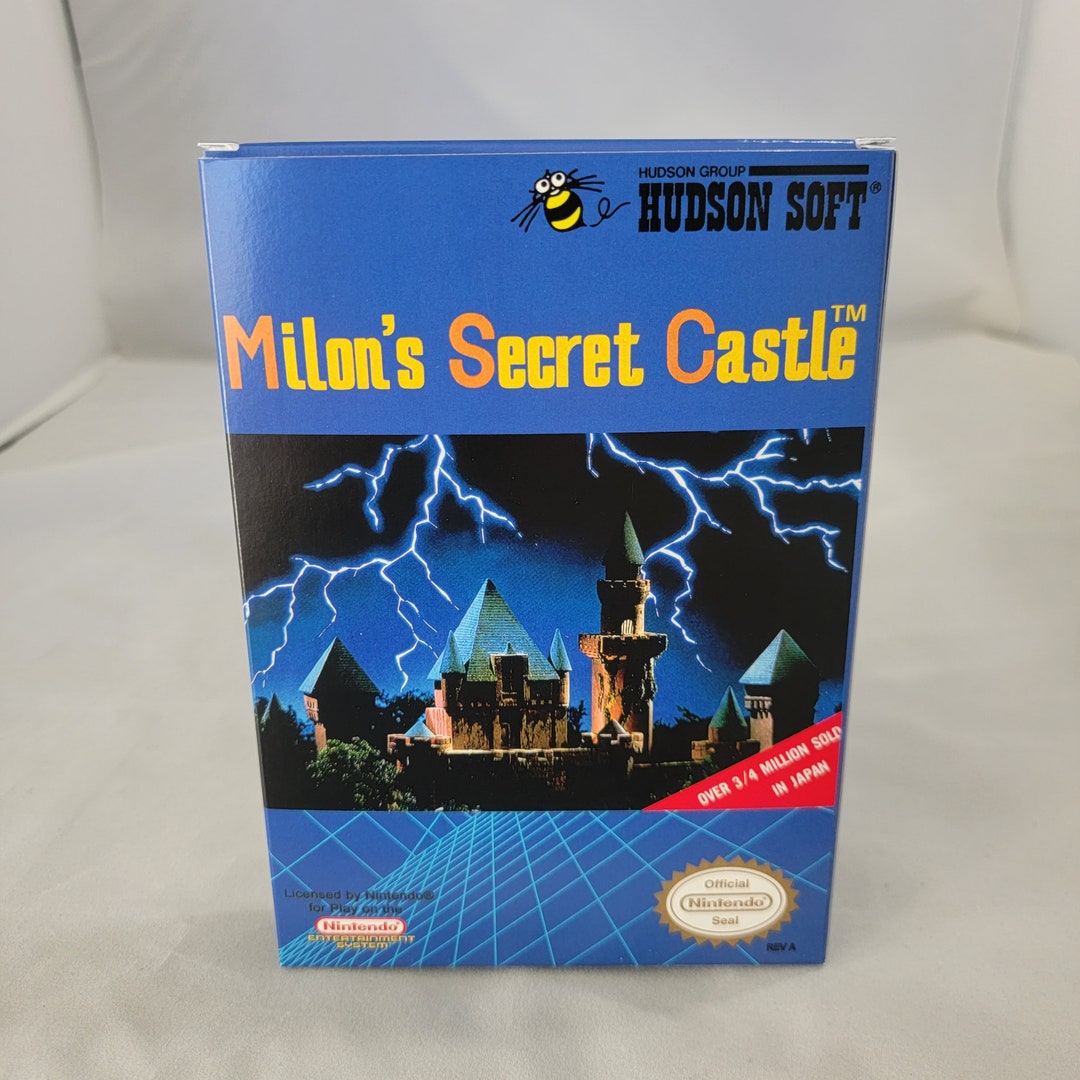 HUDSON GROUP
HUDSON SOFT®
Milon's Secret Castle™
OVER 3/4 MILLION SOLD
IN JAPAN
Licensed by Nintendo®
for Play on the
Nintendo®
ENTERTAINMENT
SYSTEM
Official
Nintendo®
Seal
REV A